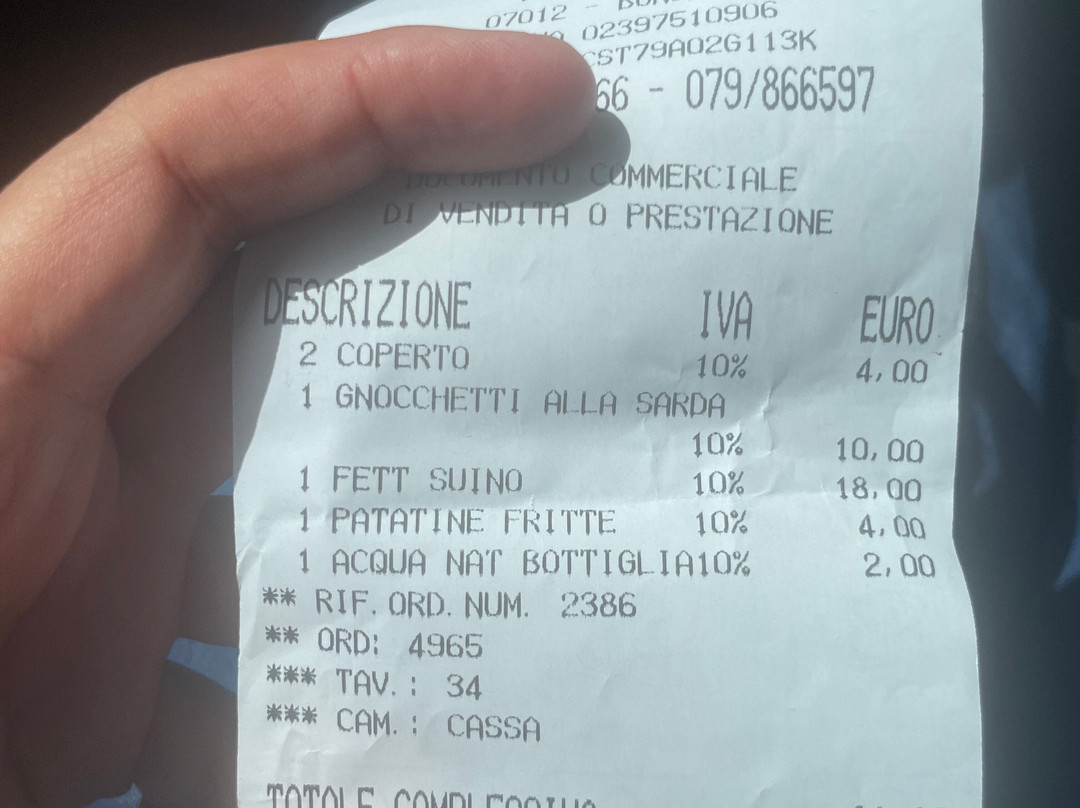 07012 -
02397510906
CST79A02G113K
66 - 079/866597
DOCUMENTO COMMERCIALE
DI VENDITA O PRESTAZIONE
DESCRIZIONE IVA EURO
2 COPERTO 10% 4,00
1 GNOCCHETTI ALLA SARDA
10% 10,00
1 FETT SUINO 10% 18,00
1 PATATINE FRITTE 10% 4,00
1 ACQUA NAT BOTTIGLIA10% 2,00
** RIF.ORD.NUM. 2386
** ORD: 4965
*** TAV.: 34
*** CAM.: CASSA
TOTALE COMPLESSIVO